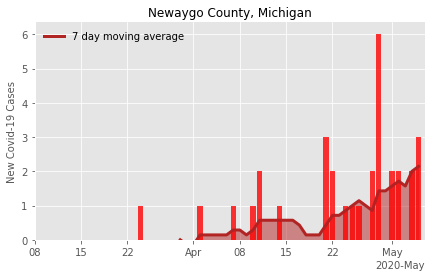 Newaygo County, Michigan
7 day moving average
New Covid-19 Cases
6
5
4
3
2
1
0
08 15 22 Apr 08 15 22 May
2020-May